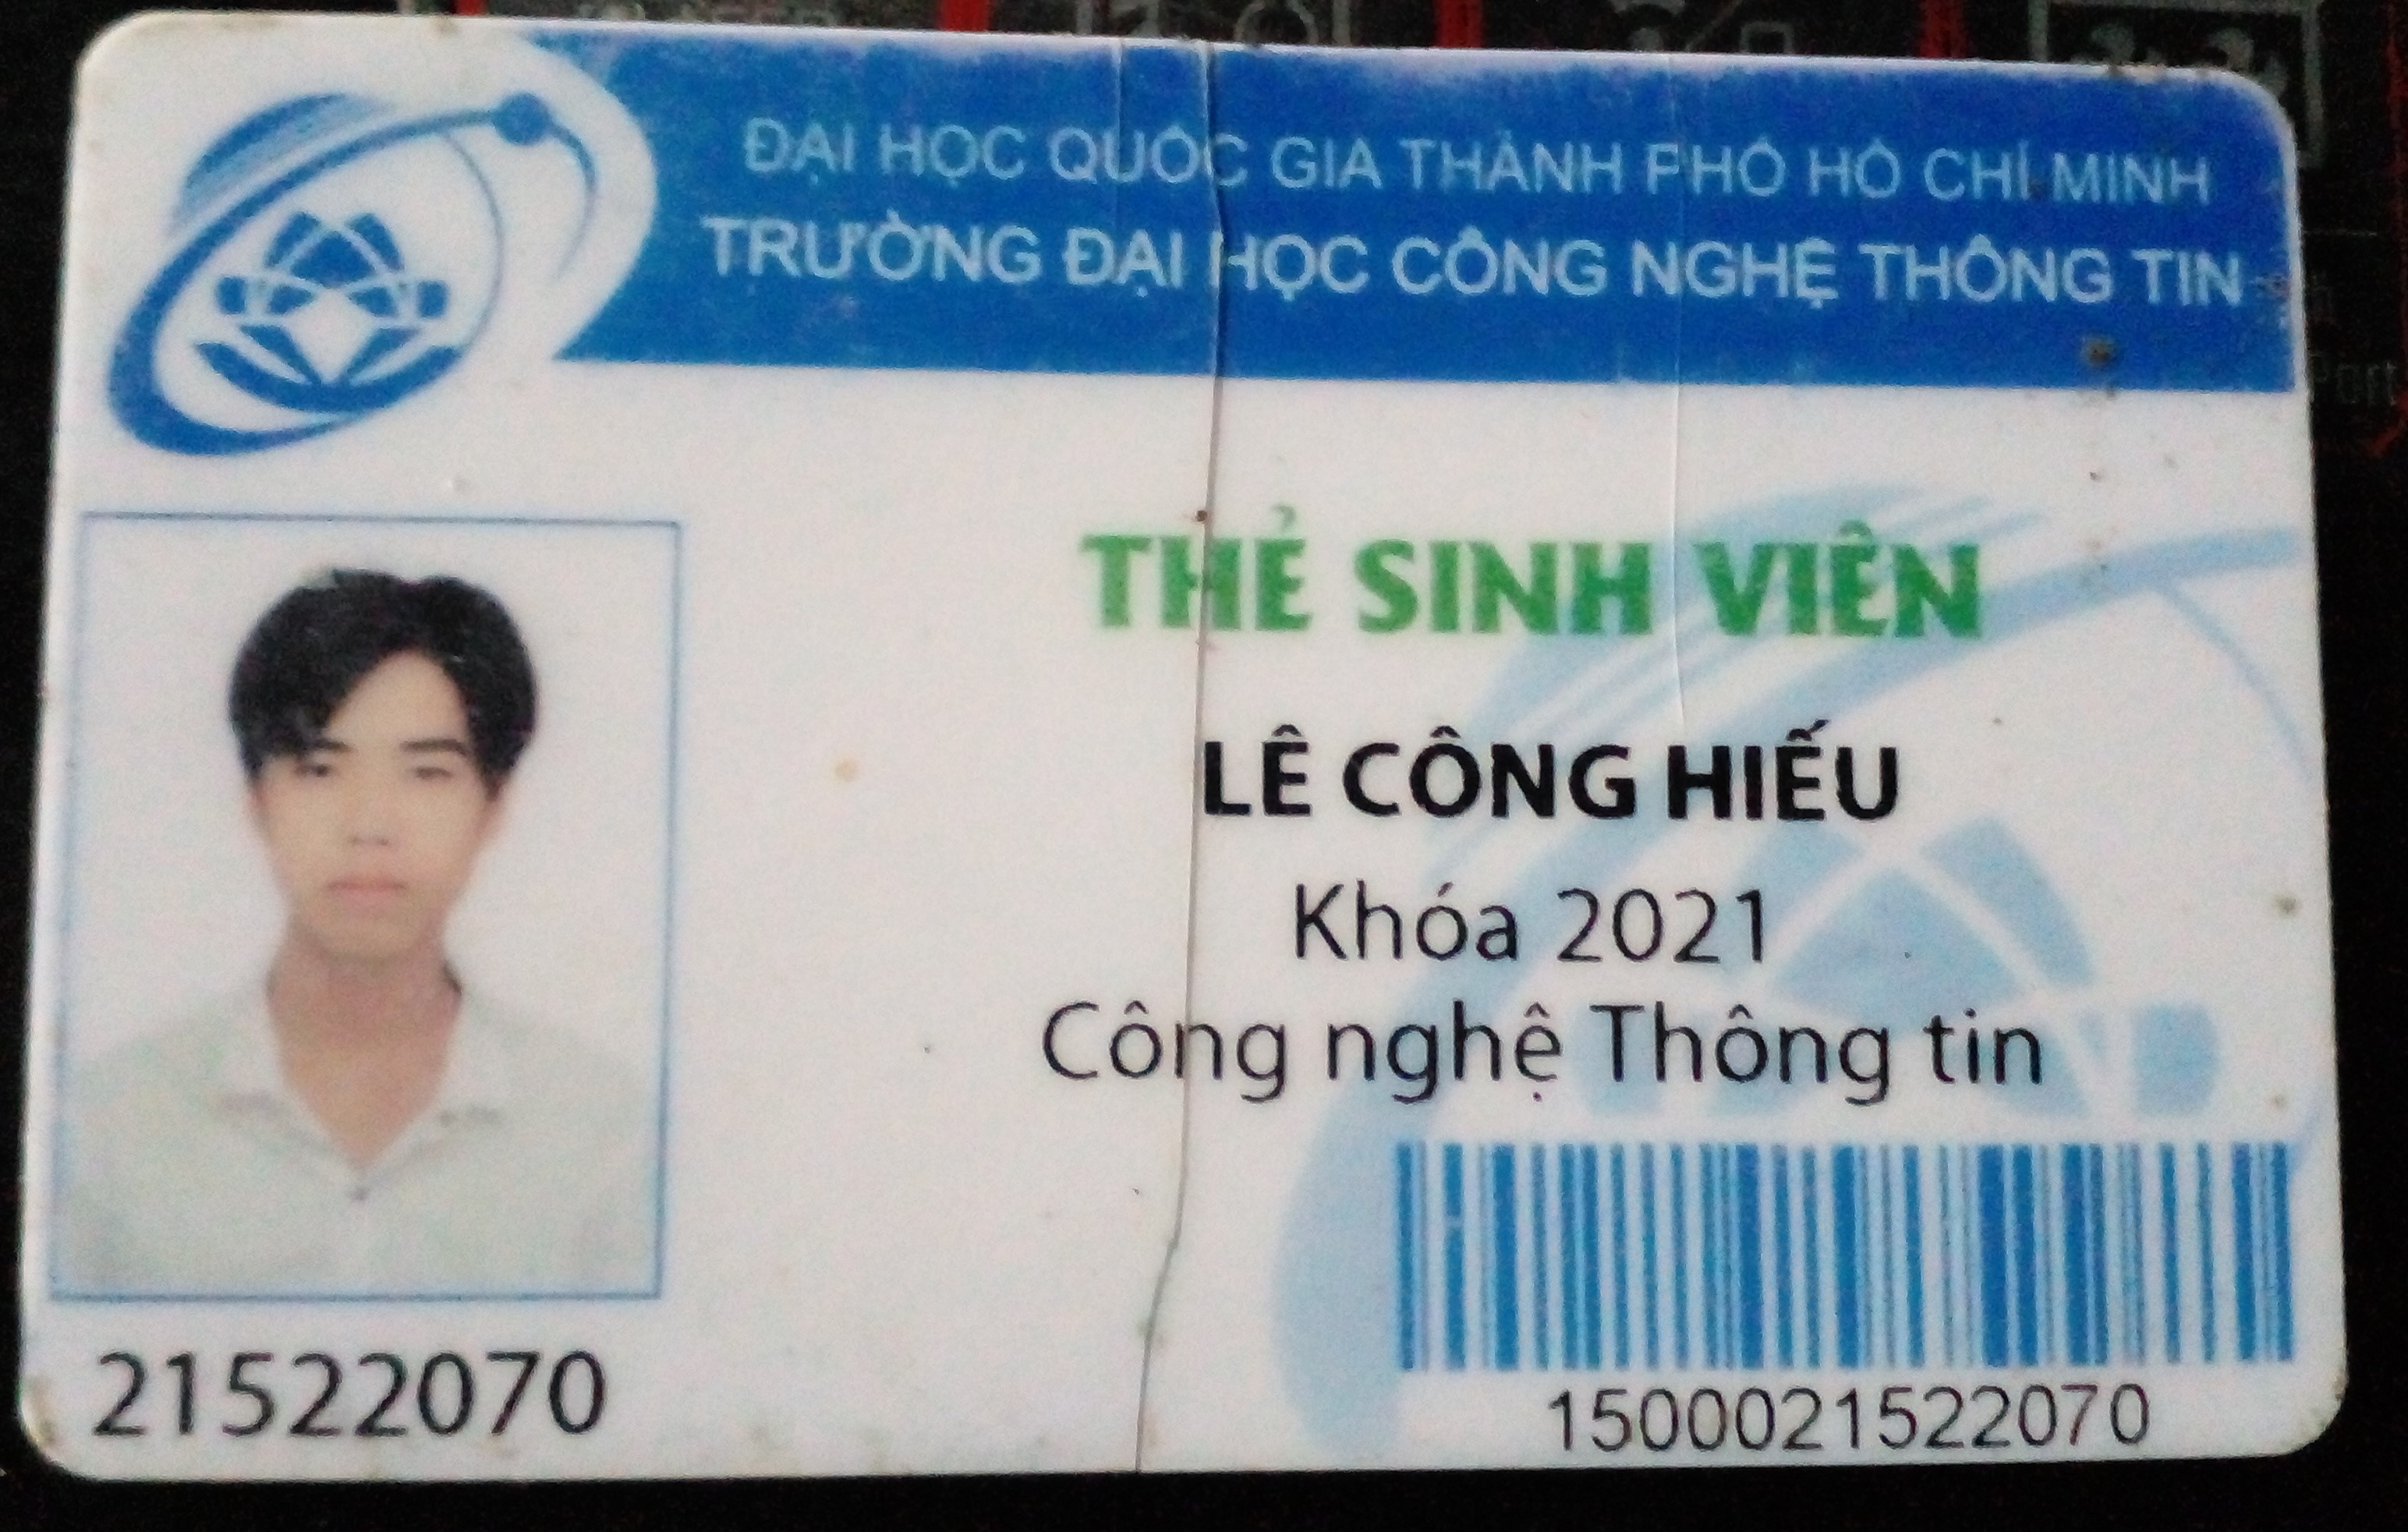 ĐẠI HỌC QUỐC GIA THÀNH PHỐ HỒ CHÍ MINH
TRƯỜNG ĐẠI HỌC CÔNG NGHỆ THÔNG TIN
THẺ SINH VIÊN
LÊ CÔNG HIẾU
Khóa 2021
Công nghệ Thông tin
21522070
1500021522070